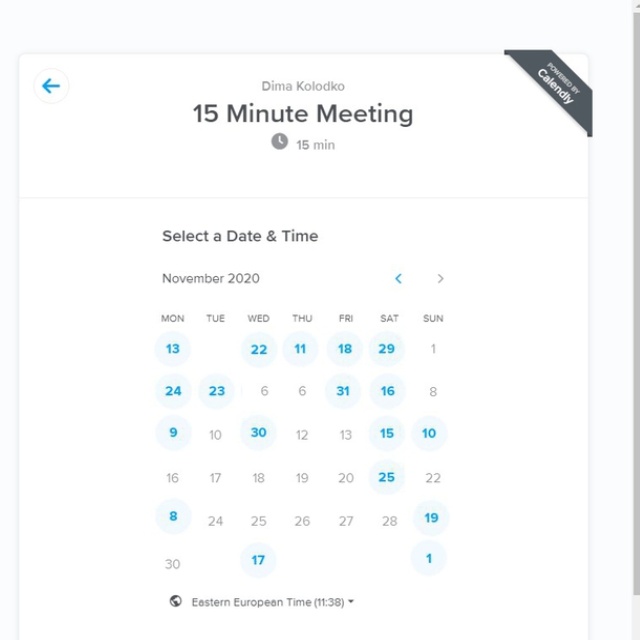 Dima Kolodko
POWERED BY
Calendly
15 Minute Meeting
15 min
Select a Date & Time
November 2020
MON TUE WED THU FRI SAT SUN
13 22 11 18 29 1
24 23 6 6 31 16 8
9 10 30 12 13 15 10
16 17 18 19 20 25 22
8 24 25 26 27 28 19
30 17 1
Eastern European Time (11:38)